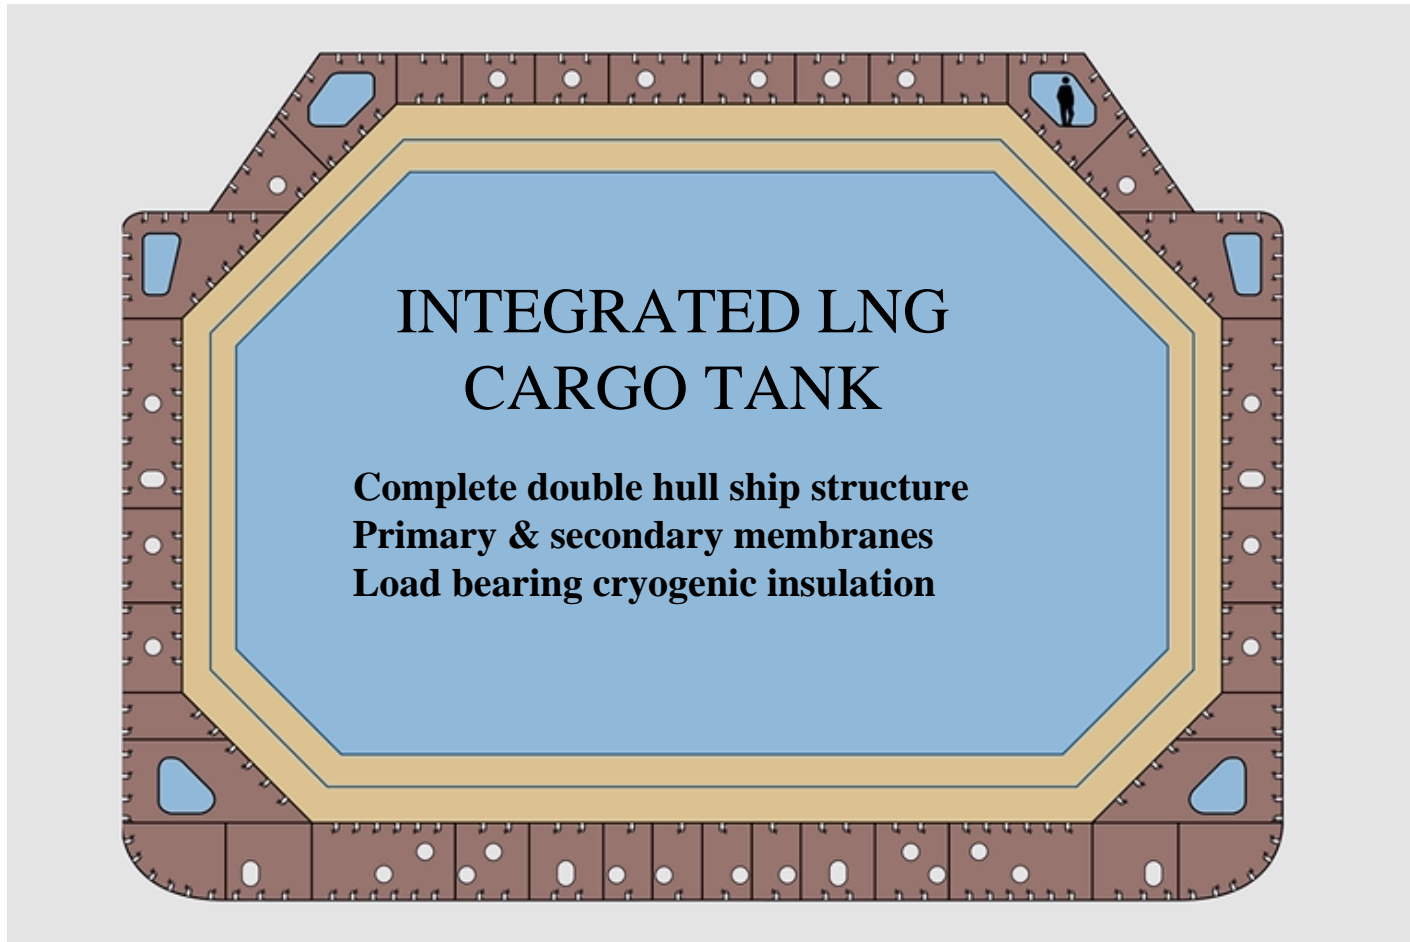 INTEGRATED LNG
CARGO TANK
Complete double hull ship structure
Primary & secondary membranes
Load bearing cryogenic insulation